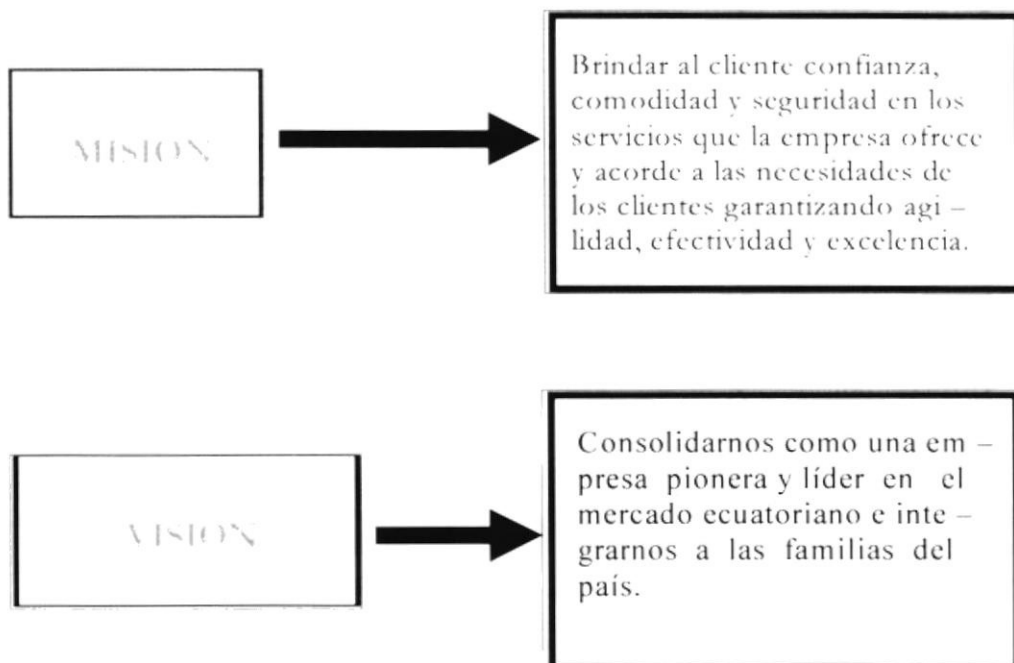 MISION
Brindar al cliente confianza,
comodidad y seguridad en los
servicios que la empresa ofrece
y acorde a las necesidades de
los clientes garantizando agi –
lidad, efectividad y excelencia.
VISION
Consolidarnos como una em –
presa pionera y líder en el
mercado ecuatoriano e inte –
grarnos a las familias del
país.